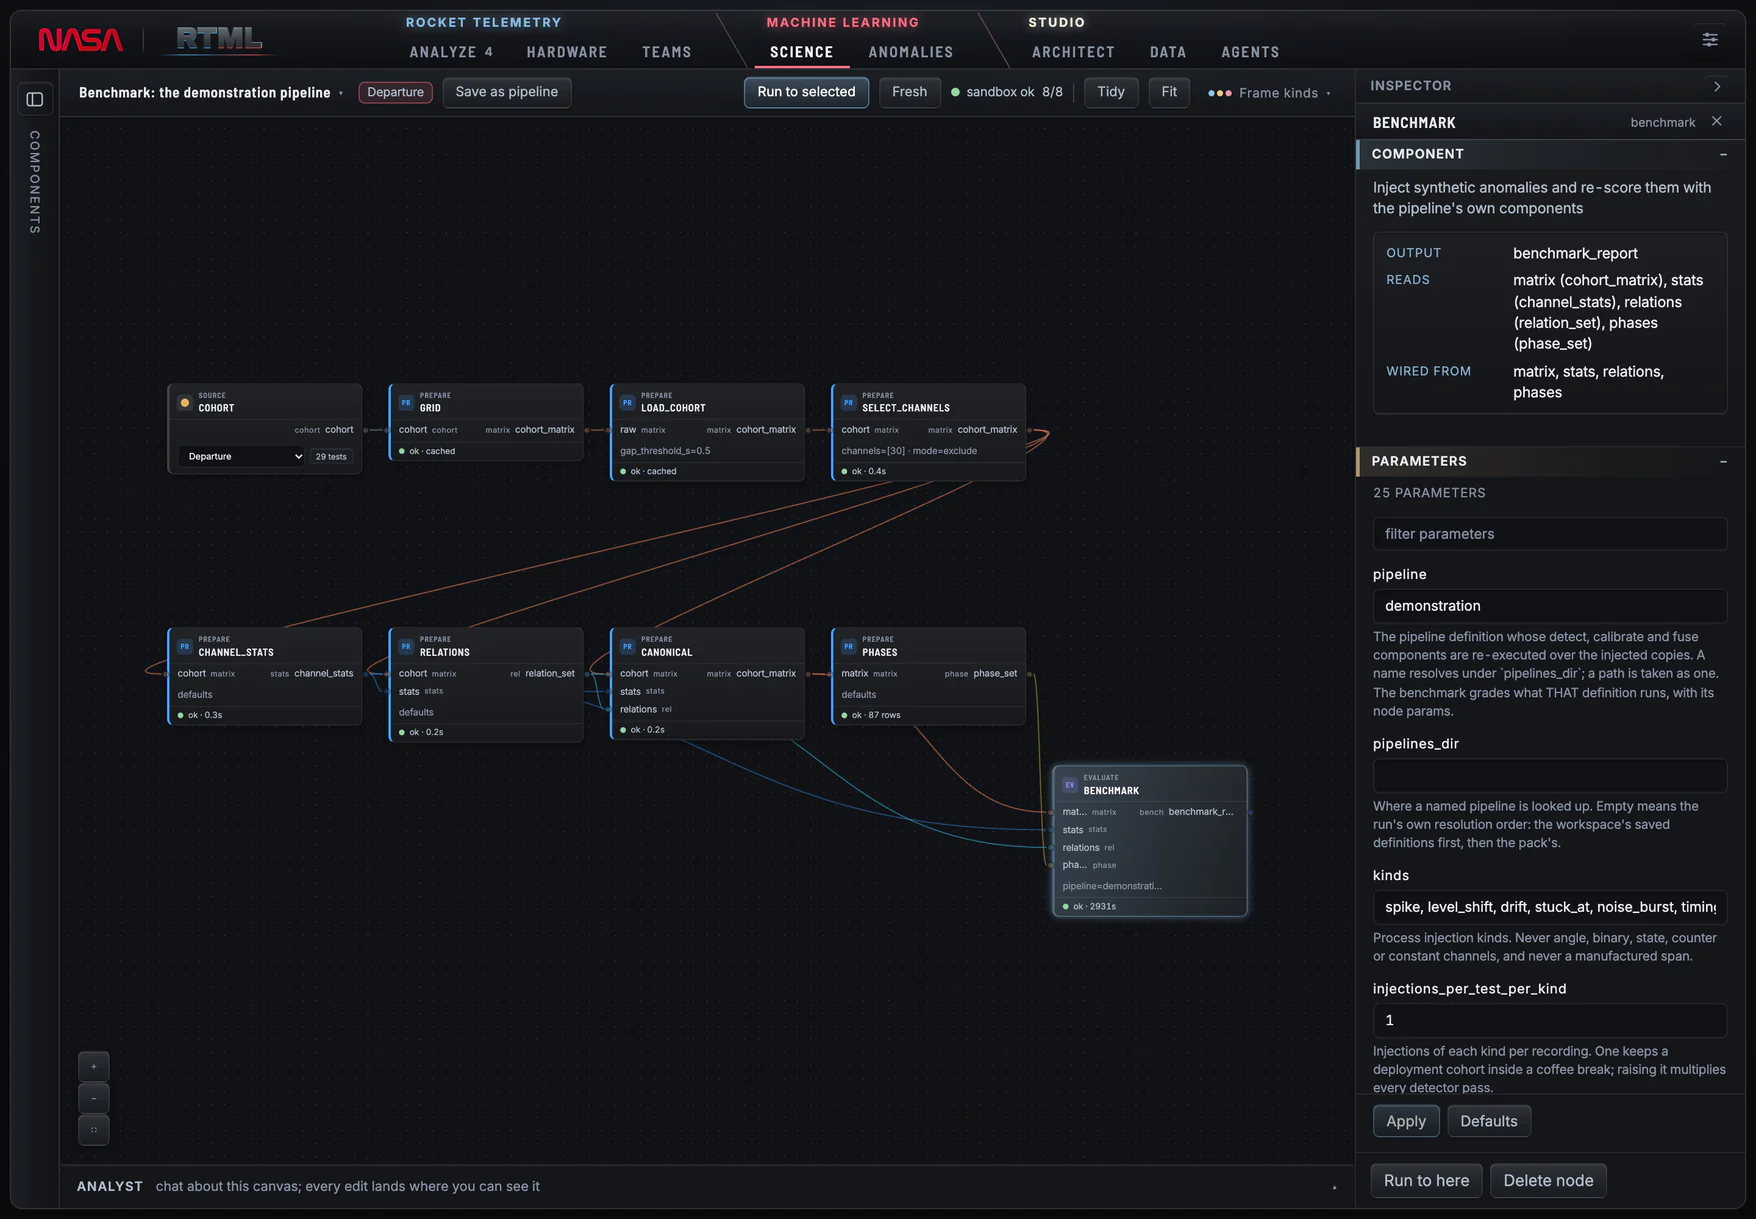 NASA
RTML
ROCKET TELEMETRY
ANALYZE 4
HARDWARE
TEAMS
MACHINE LEARNING
SCIENCE
ANOMALIES
STUDIO
ARCHITECT
DATA
AGENTS
COMPONENTS
Benchmark: the demonstration pipeline
Departure
Save as pipeline
Run to selected
Fresh
sandbox ok 8/8
Tidy
Fit
Frame kinds
SOURCE
COHORT
cohort cohort
Departure
29 tests
PREPARE
PR
GRID
cohort cohort
matrix cohort_matrix
ok · cached
PREPARE
PR
LOAD_COHORT
raw matrix
matrix cohort_matrix
gap_threshold_s=0.5
ok · cached
PREPARE
PR
SELECT_CHANNELS
cohort matrix
matrix cohort_matrix
channels=[30] · mode=exclude
ok · 0.4s
PREPARE
PR
CHANNEL_STATS
cohort matrix
stats channel_stats
defaults
ok · 0.3s
PREPARE
PR
RELATIONS
cohort matrix
rel relation_set
stats stats
defaults
ok · 0.2s
PREPARE
PR
CANONICAL
cohort matrix
matrix cohort_matrix
stats stats
relations rel
ok · 0.2s
PREPARE
PR
PHASES
matrix matrix
phase phase_set
defaults
ok · 87 rows
EVALUATE
EV
BENCHMARK
mat... matrix
bench benchmark_r...
stats stats
relations rel
pha... phase
pipeline=demonstrati...
ok · 2931s
+
−
ANALYST
chat about this canvas; every edit lands where you can see it
INSPECTOR
BENCHMARK
benchmark
COMPONENT
Inject synthetic anomalies and re-score them with
the pipeline's own components
OUTPUT
benchmark_report
READS
matrix (cohort_matrix), stats
(channel_stats), relations
(relation_set), phases
(phase_set)
WIRED FROM
matrix, stats, relations,
phases
PARAMETERS
25 PARAMETERS
filter parameters
pipeline
demonstration
The pipeline definition whose detect, calibrate and fuse
components are re-executed over the injected copies. A
name resolves under `pipelines_dir`; a path is taken as one.
The benchmark grades what THAT definition runs, with its
node params.
pipelines_dir
Where a named pipeline is looked up. Empty means the
run's own resolution order: the workspace's saved
definitions first, then the pack's.
kinds
spike, level_shift, drift, stuck_at, noise_burst, timing
Process injection kinds. Never angle, binary, state, counter
or constant channels, and never a manufactured span.
injections_per_test_per_kind
1
Injections of each kind per recording. One keeps a
deployment cohort inside a coffee break; raising it multiplies
every detector pass.
Apply
Defaults
Run to here
Delete node